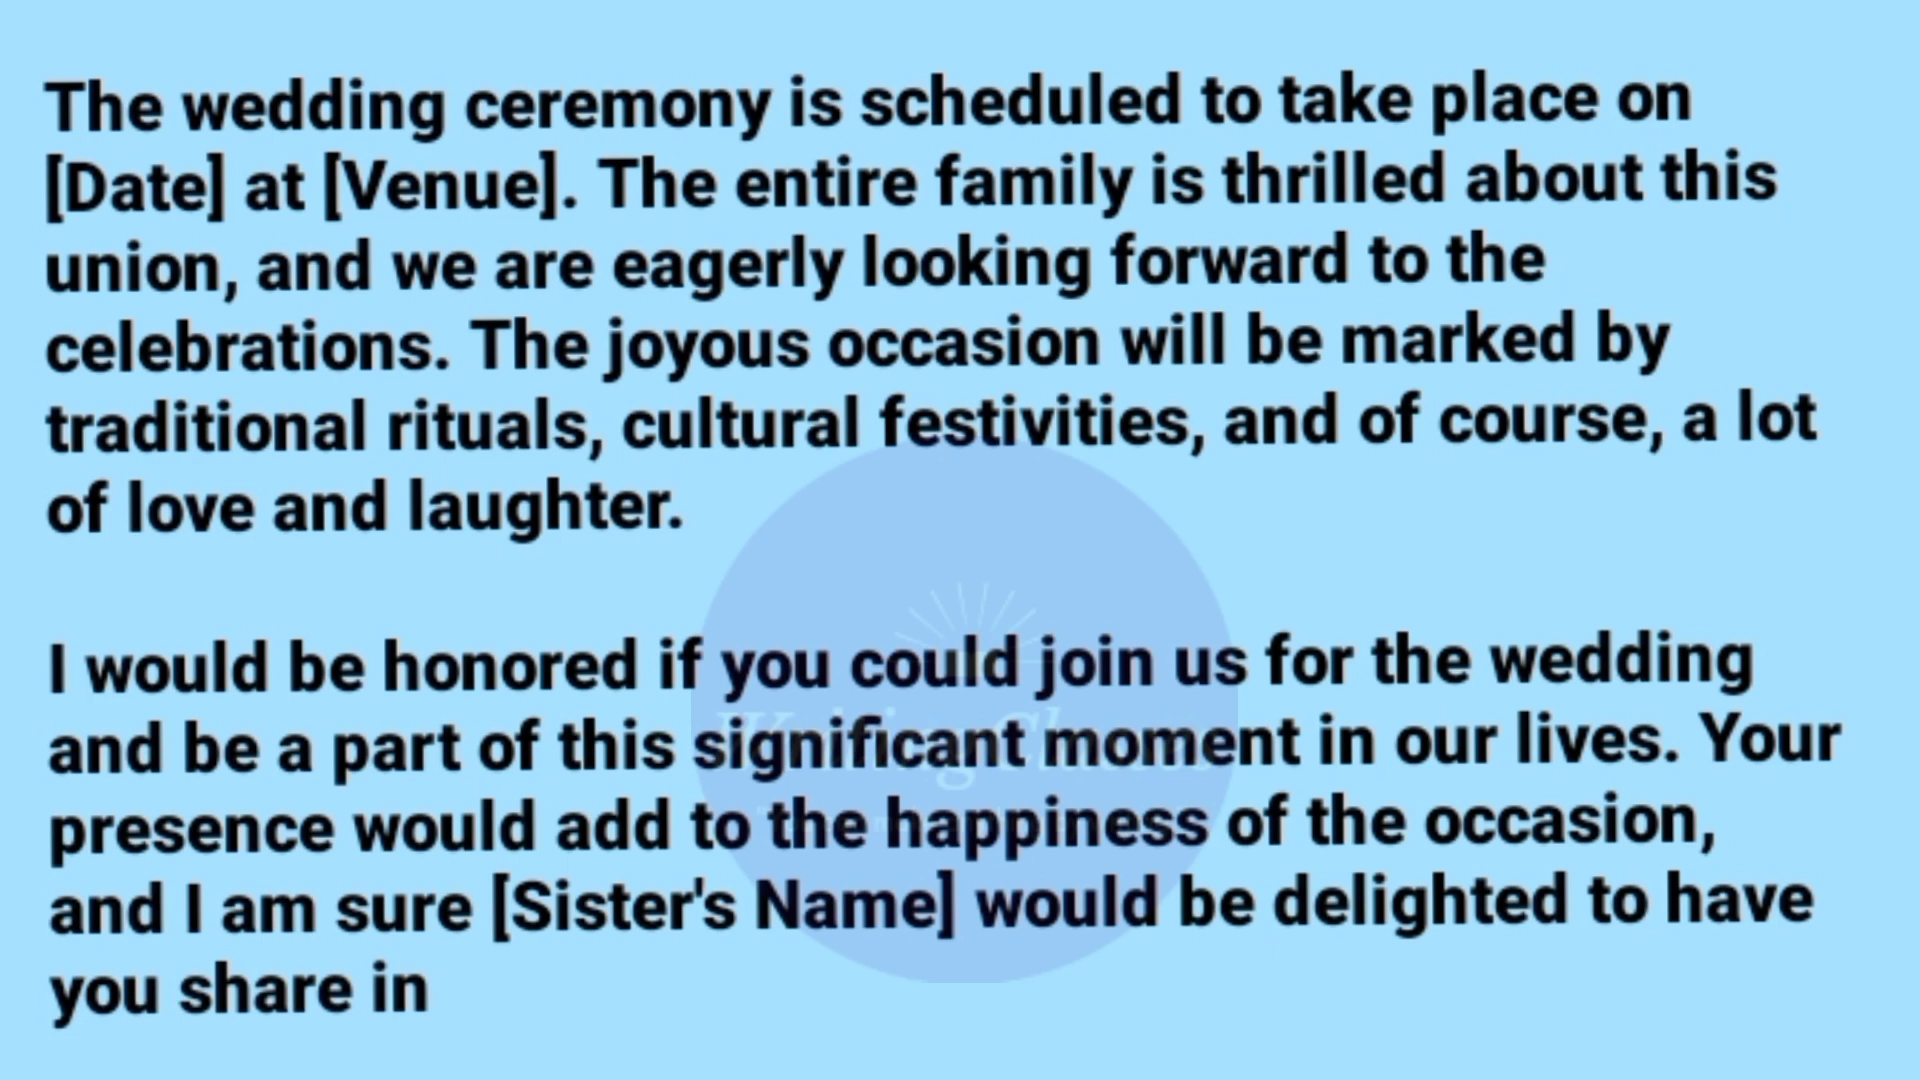 The wedding ceremony is scheduled to take place on
[Date] at [Venue]. The entire family is thrilled about this
union, and we are eagerly looking forward to the
celebrations. The joyous occasion will be marked by
traditional rituals, cultural festivities, and of course, a lot
of love and laughter.
I would be honored if you could join us for the wedding
and be a part of this significant moment in our lives. Your
presence would add to the happiness of the occasion,
and I am sure [Sister's Name] would be delighted to have
you share in